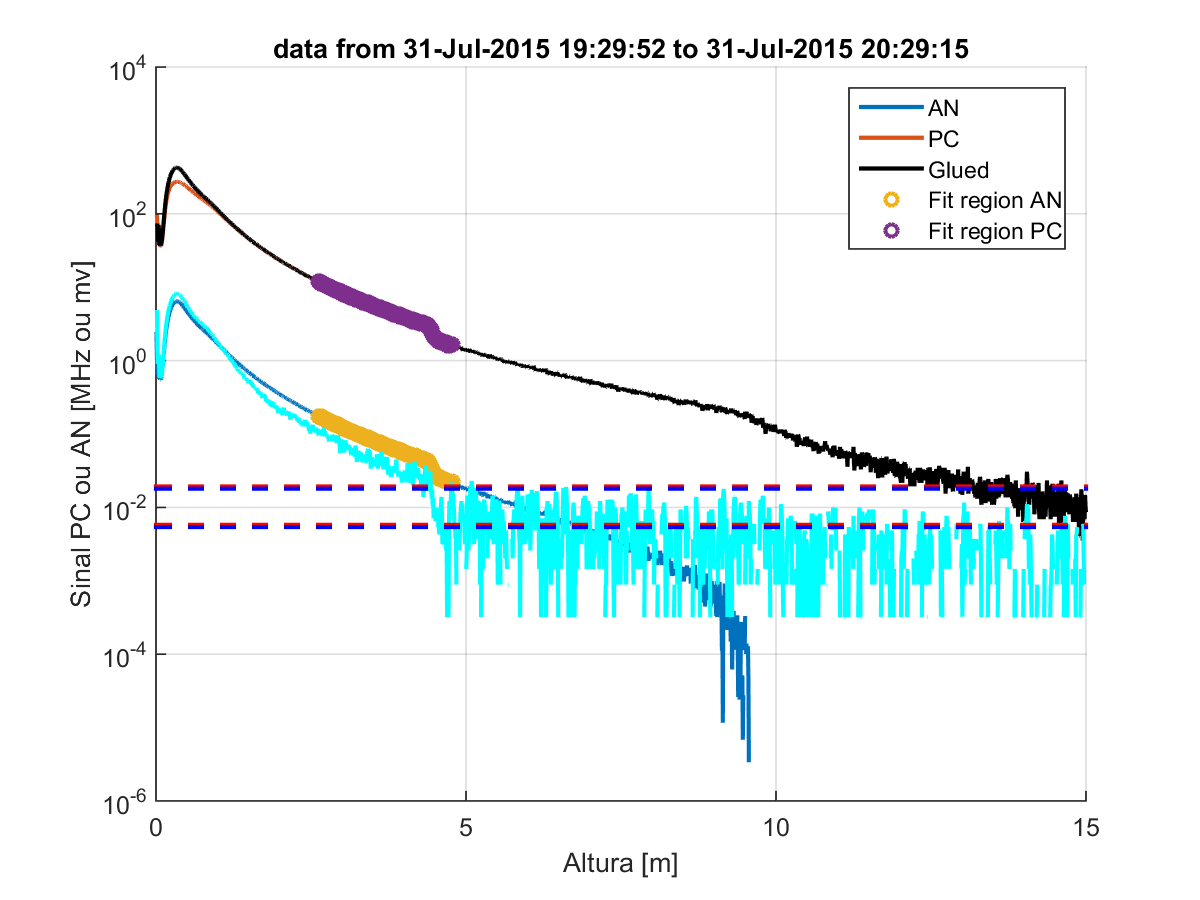 data from 31-Jul-2015 19:29:52 to 31-Jul-2015 20:29:15
AN
PC
Glued
Fit region AN
Fit region PC
Sinal PC ou AN [MHz ou mv]
10^4
10^2
10^0
10^-2
10^-4
10^-6
0
5
10
15
Altura [m]